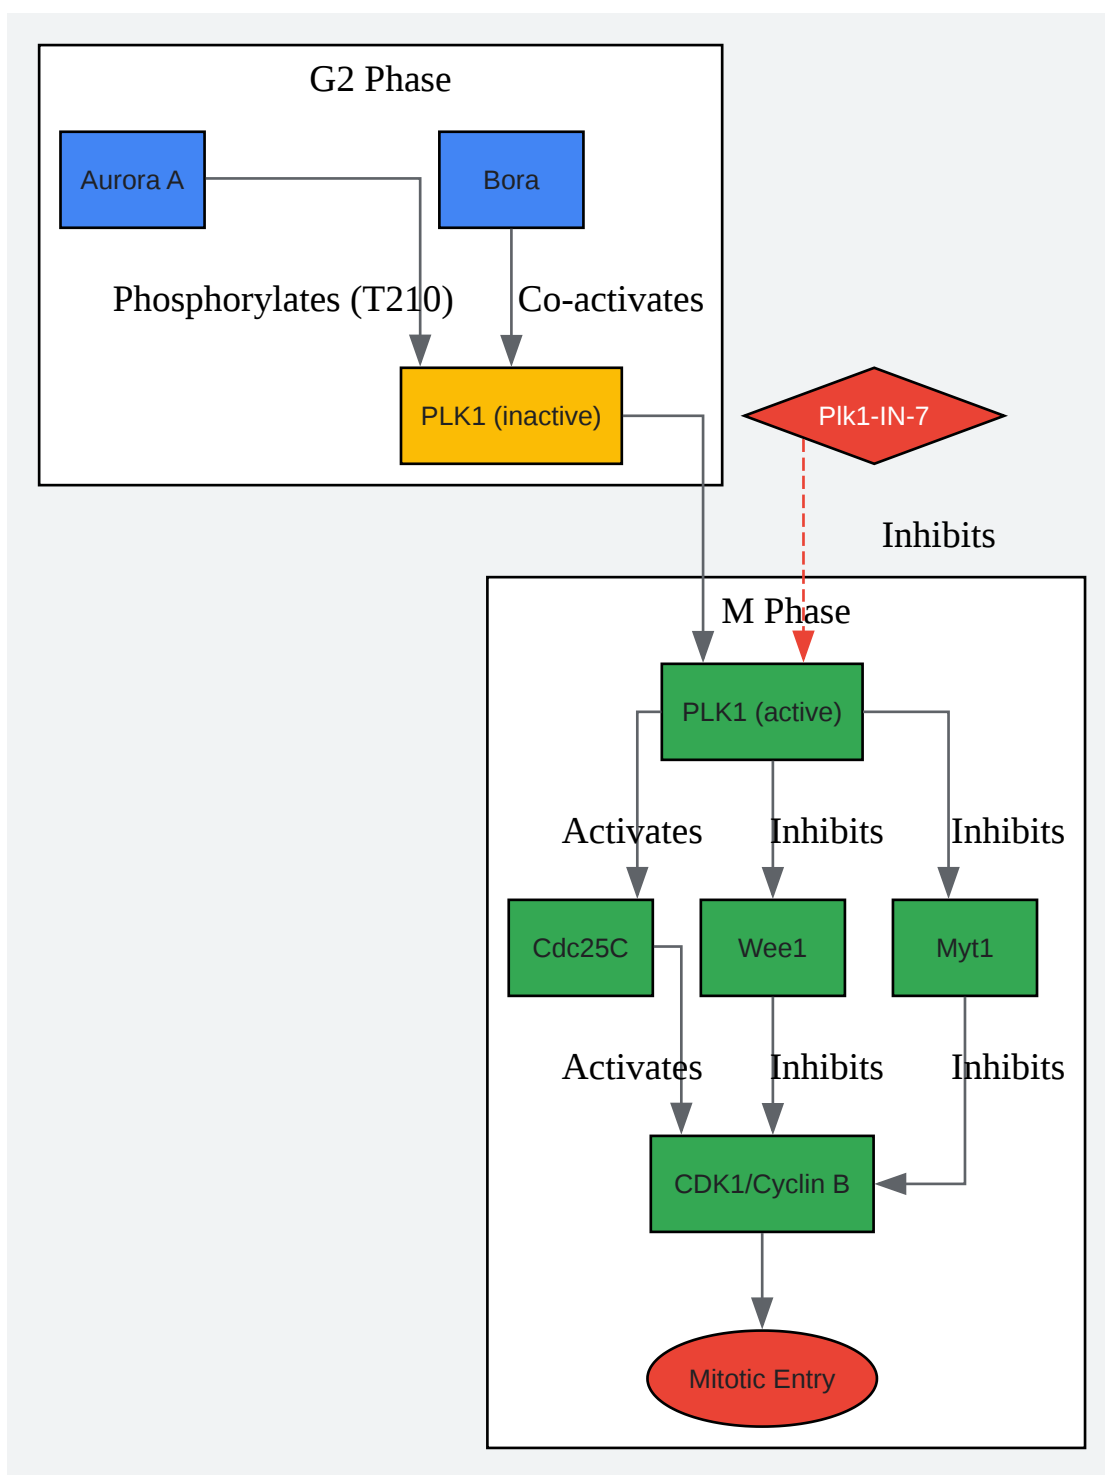 G2 Phase
Aurora A
Bora
Phosphorylates (T210)
Co-activates
PLK1 (inactive)
Plk1-IN-7
Inhibits
M Phase
PLK1 (active)
Activates
Inhibits
Inhibits
Cdc25C
Wee1
Myt1
Activates
Inhibits
Inhibits
CDK1/Cyclin B
Mitotic Entry